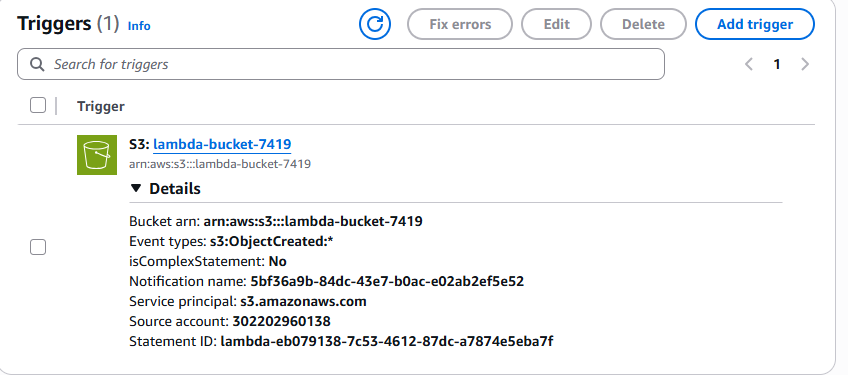 Triggers (1) Info
Fix errors
Edit
Delete
Add trigger
Search for triggers
1
Trigger
S3: lambda-bucket-7419
arn:aws:s3:::lambda-bucket-7419
Details
Bucket arn: arn:aws:s3:::lambda-bucket-7419
Event types: s3:ObjectCreated:*
isComplexStatement: No
Notification name: 5bf36a9b-84dc-43e7-b0ac-e02ab2ef5e52
Service principal: s3.amazonaws.com
Source account: 302202960138
Statement ID: lambda-eb079138-7c53-4612-87dc-a7874e5eba7f